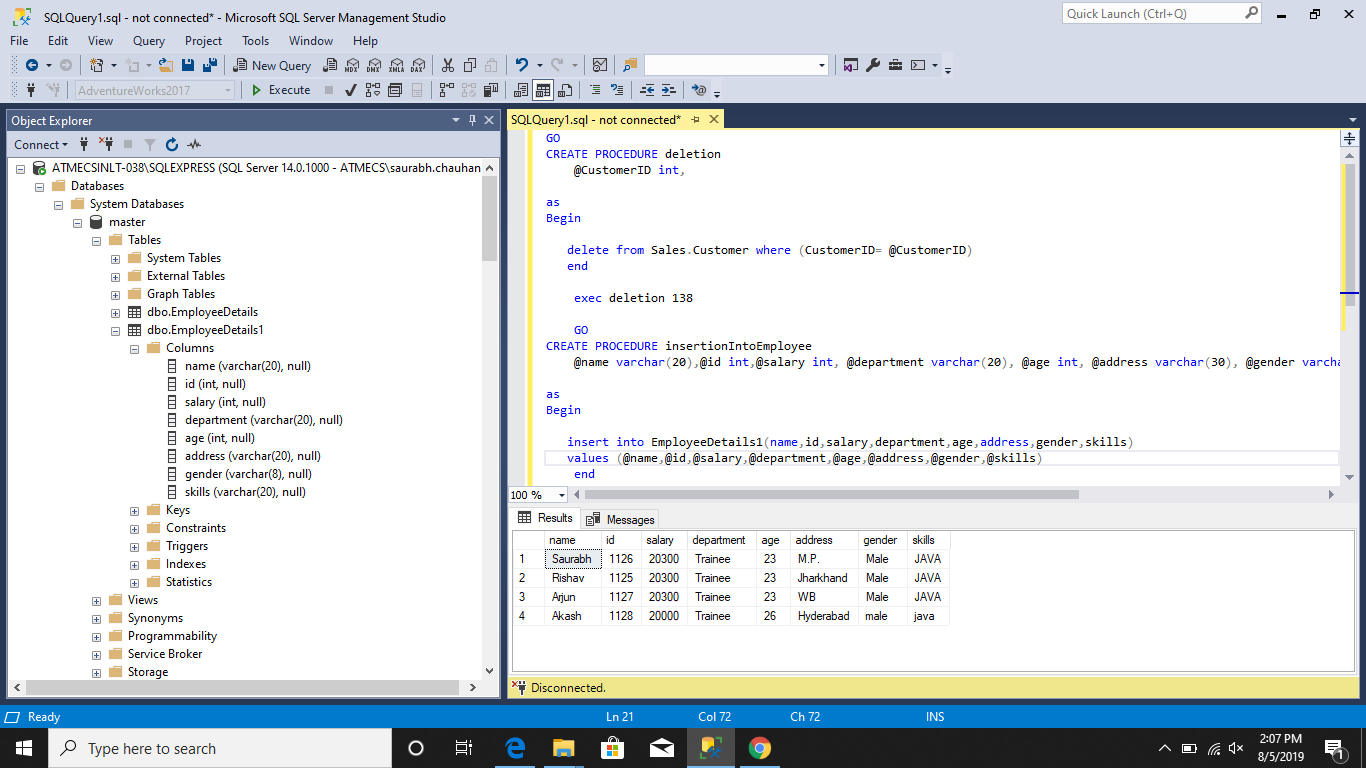 SQLQuery1.sql - not connected* - Microsoft SQL Server Management Studio
Quick Launch (Ctrl+Q)
File Edit View Query Project Tools Window Help
New Query
MDX DMX XMLA DAX
AdventureWorks2017
Execute
Object Explorer
Connect
ATMECSINLT-038\SQLEXPRESS (SQL Server 14.0.1000 - ATMECS\saurabh.chauhan
Databases
System Databases
master
Tables
System Tables
External Tables
Graph Tables
dbo.EmployeeDetails
dbo.EmployeeDetails1
Columns
name (varchar(20), null)
id (int, null)
salary (int, null)
department (varchar(20), null)
age (int, null)
address (varchar(20), null)
gender (varchar(8), null)
skills (varchar(20), null)
Keys
Constraints
Triggers
Indexes
Statistics
Views
Synonyms
Programmability
Service Broker
Storage
SQLQuery1.sql - not connected*
GO
CREATE PROCEDURE deletion
@CustomerID int,
as
Begin
delete from Sales.Customer where (CustomerID= @CustomerID)
end
exec deletion 138
GO
CREATE PROCEDURE insertionIntoEmployee
@name varchar(20),@id int,@salary int, @department varchar(20), @age int, @address varchar(30), @gender varcha
as
Begin
insert into EmployeeDetails1(name,id,salary,department,age,address,gender,skills)
values (@name,@id,@salary,@department,@age,@address,@gender,@skills)
end
100 %
Results Messages
name id salary department age address gender skills
1 Saurabh 1126 20300 Trainee 23 M.P. Male JAVA
2 Rishav 1125 20300 Trainee 23 Jharkhand Male JAVA
3 Arjun 1127 20300 Trainee 23 WB Male JAVA
4 Akash 1128 20000 Trainee 26 Hyderabad male java
Disconnected.
Ready Ln 21 Col 72 Ch 72 INS
Type here to search
2:07 PM
8/5/2019
1